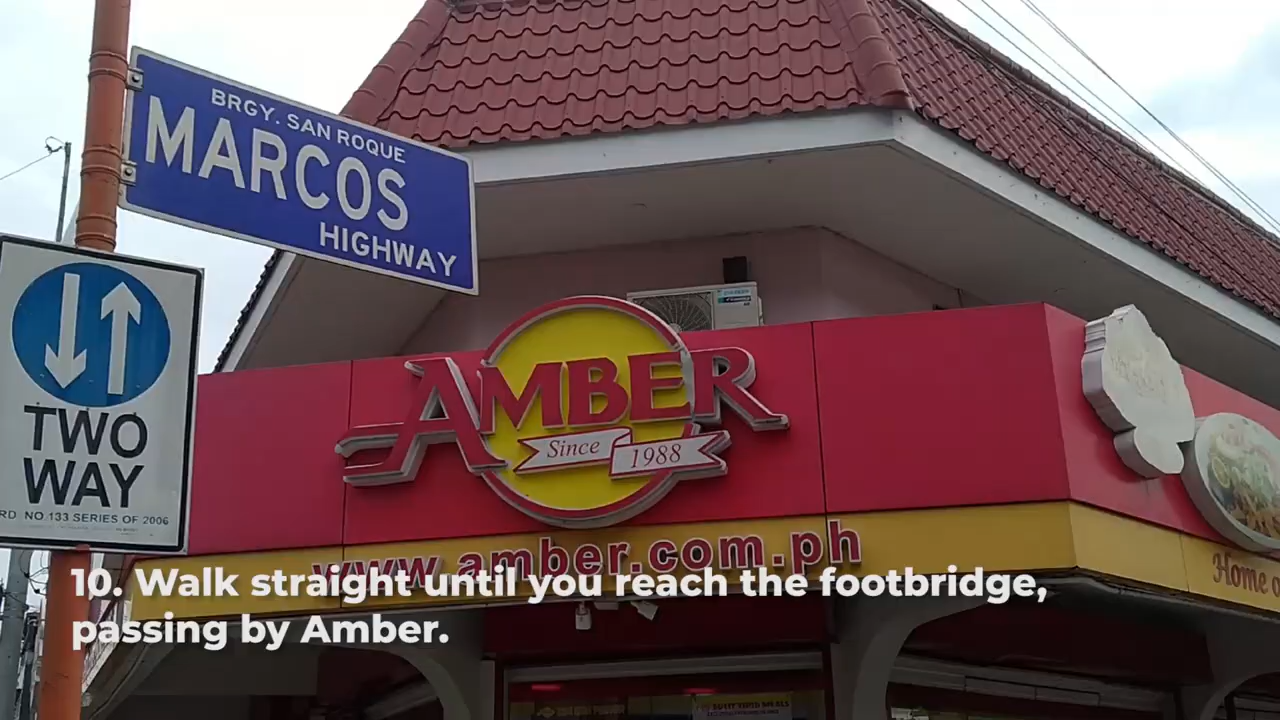 BRGY. SAN ROQUE
MARCOS
HIGHWAY
TWO
WAY
RD NO.133 SERIES OF 2006
AMBER
Since 1988
www.amber.com.ph
Home o
10. Walk straight until you reach the footbridge,
passing by Amber.